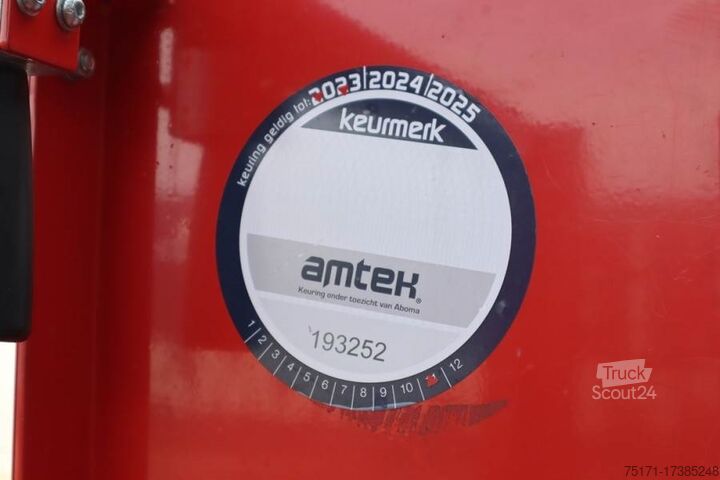 keuring geldig tot: 2023 | 2024 | 2025
keurmerk
amtek®
Keuring onder toezicht van Aboma
193252
1 2 3 4 5 6 7 8 9 10 11 12
Truck
Scout24
75171-17385248